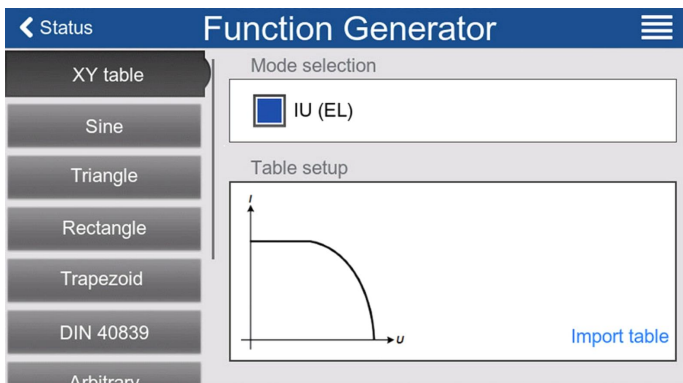 Status
Function Generator
XY table
Sine
Triangle
Rectangle
Trapezoid
DIN 40839
Arbitrary
Mode selection
IU (EL)
Table setup
I
U
Import table